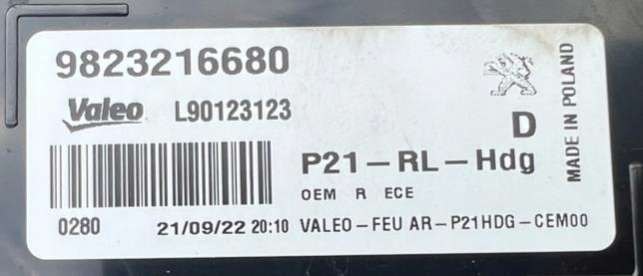 9823216680
Valeo L90123123
D
P21-RL-Hdg
OEM R ECE
0280 21/09/22 20:10 VALEO-FEU AR-P21HDG-CEM00
MADE IN POLAND